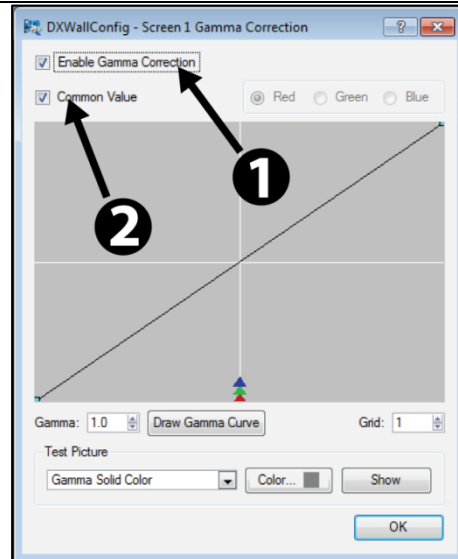 DXWallConfig - Screen 1 Gamma Correction
Enable Gamma Correction
Common Value Red Green Blue
1
2
Gamma: 1.0 Draw Gamma Curve Grid: 1
Test Picture
Gamma Solid Color Color... Show
OK